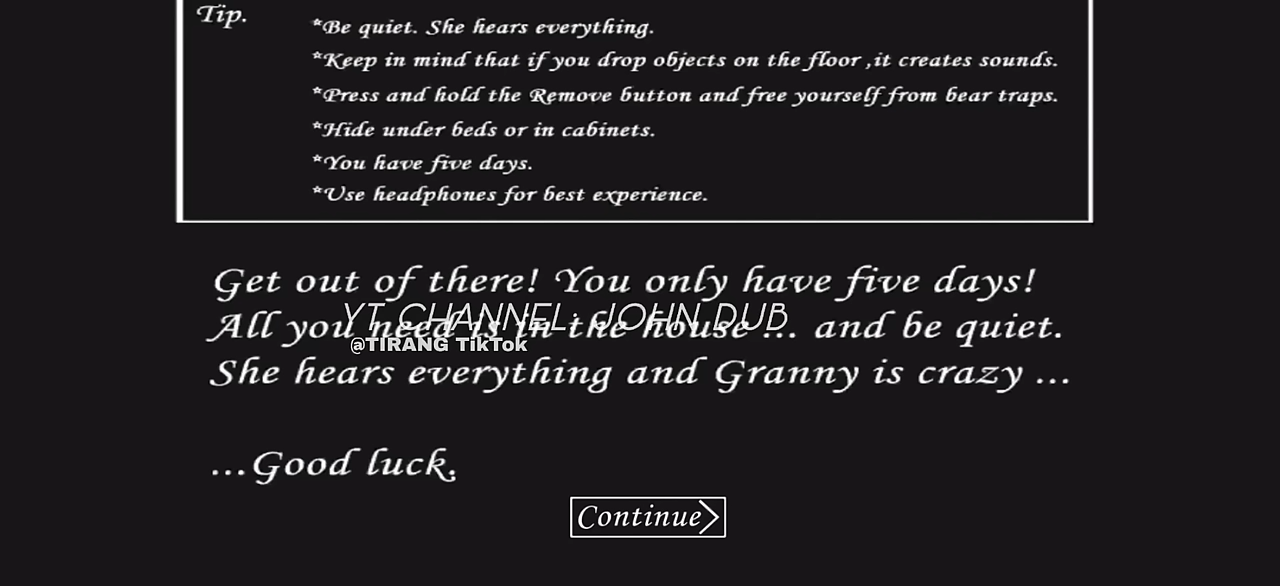 Tip.
*Be quiet. She hears everything.
*Keep in mind that if you drop objects on the floor ,it creates sounds.
*Press and hold the Remove button and free yourself from bear traps.
*Hide under beds or in cabinets.
*You have five days.
*Use headphones for best experience.
Get out of there! You only have five days!
YT CHANNEL: JOHN DUB
All you need is in the house ... and be quiet.
@TIRANG TikTok
She hears everything and Granny is crazy ...
...Good luck.
Continue